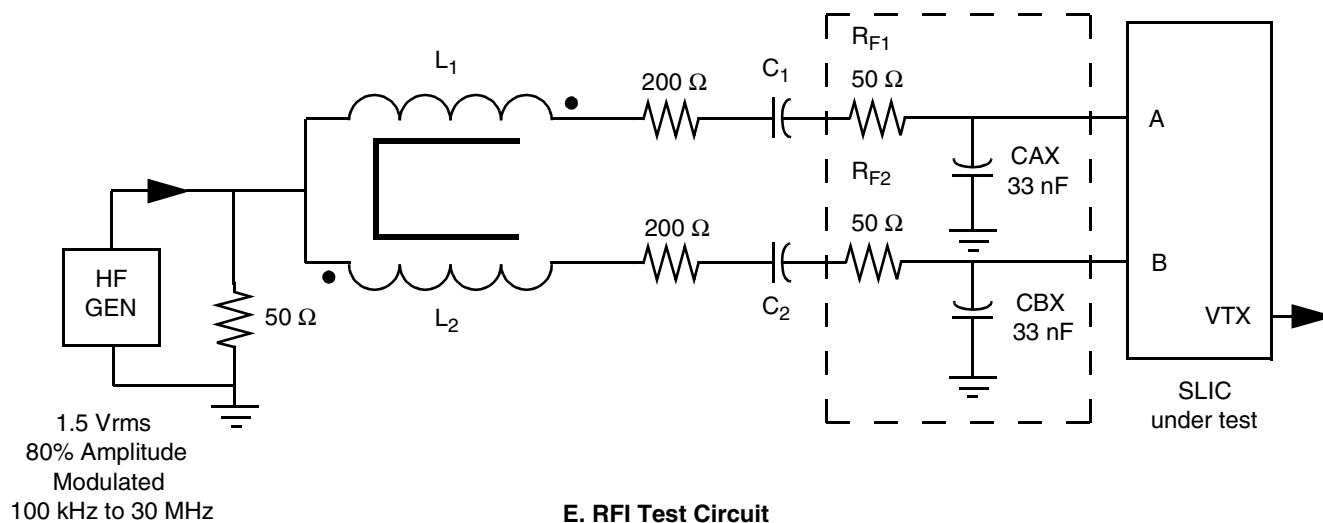 L1
200 Ω
C1
RF1
50 Ω
A
CAX
33 nF
RF2
200 Ω
50 Ω
B
HF
GEN
50 Ω
L2
C2
CBX
33 nF
VTX
SLIC
under test
1.5 Vrms
80% Amplitude
Modulated
100 kHz to 30 MHz
E. RFI Test Circuit